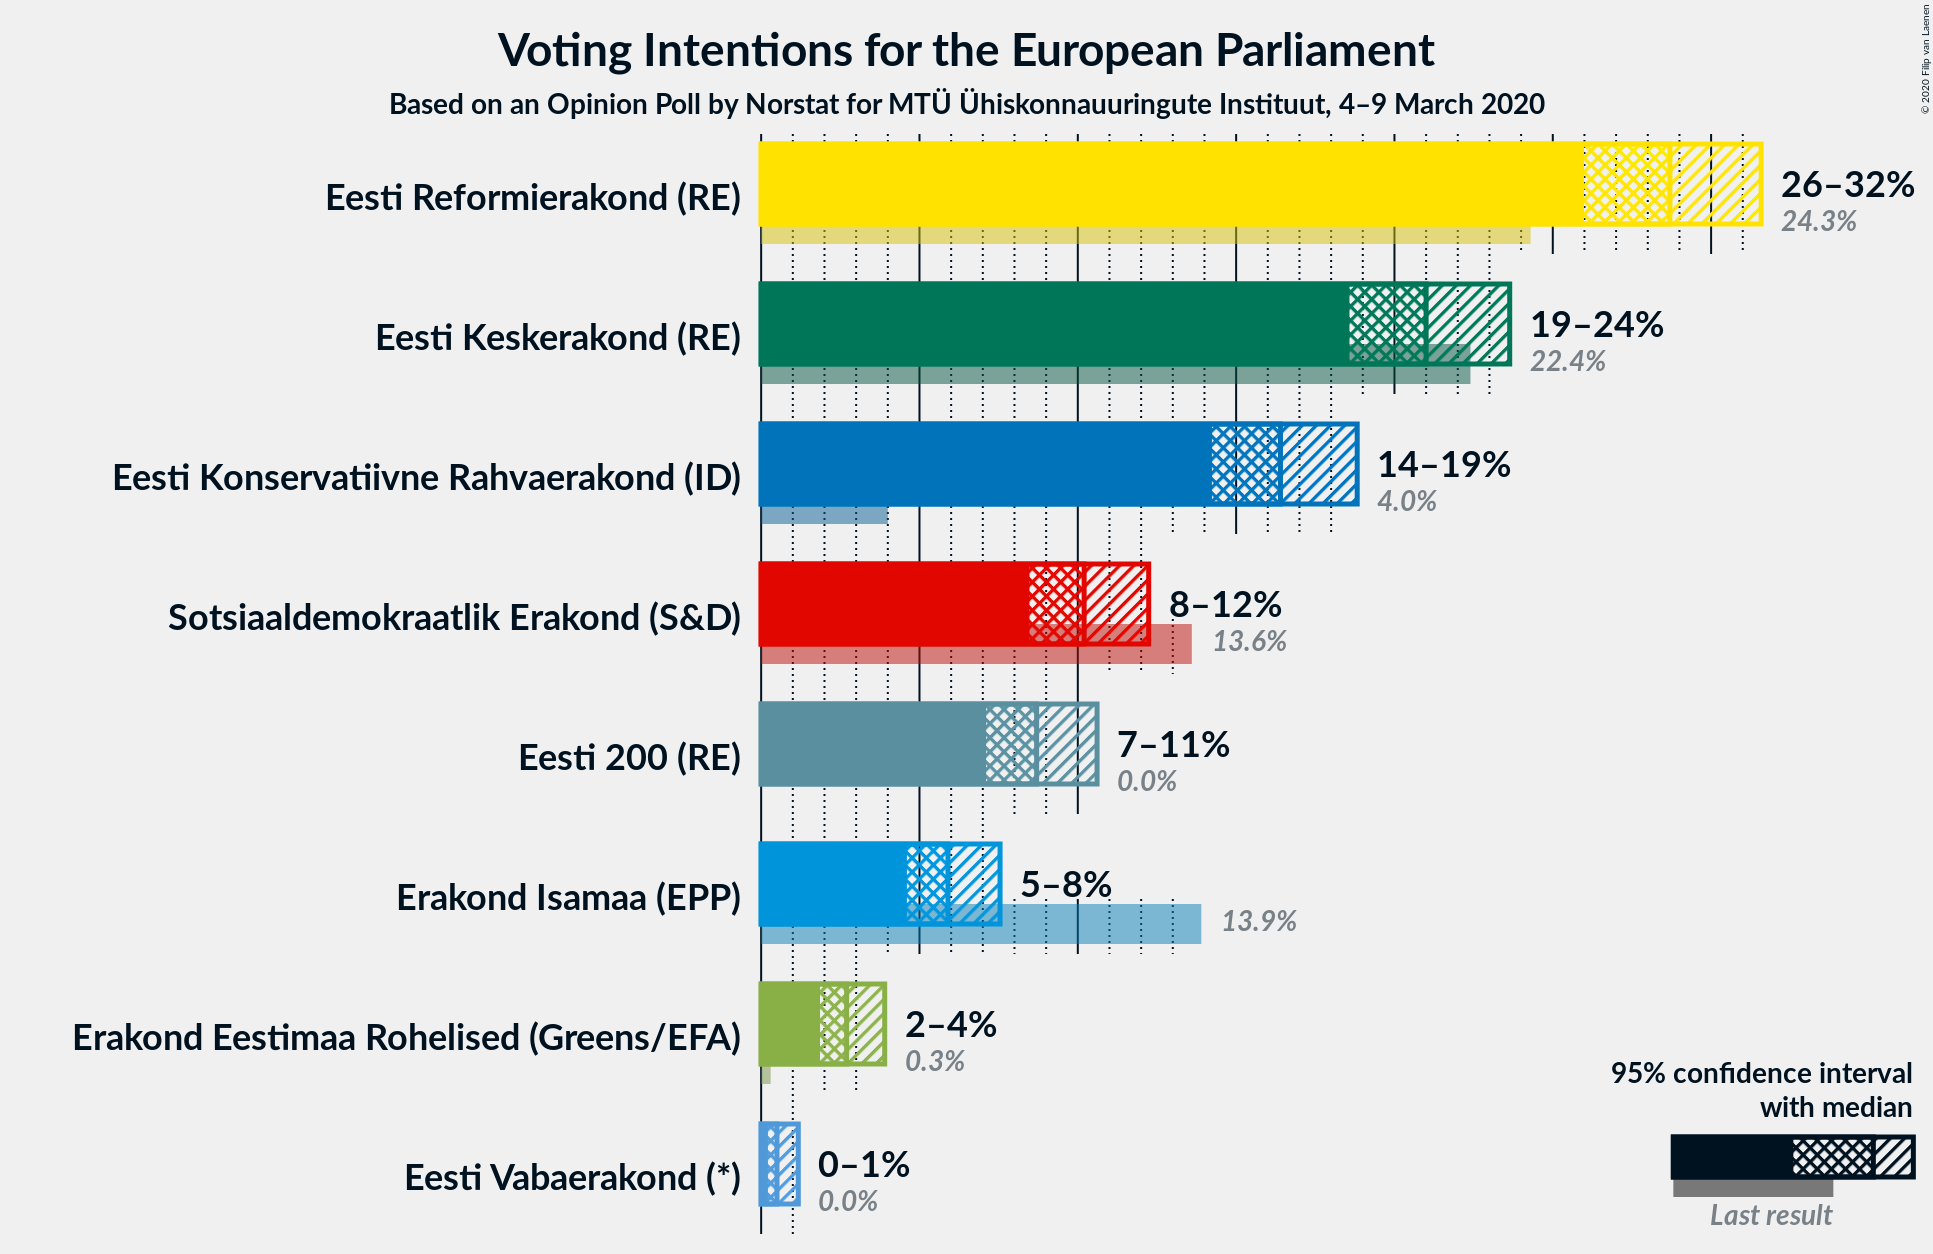 Voting Intentions for the European Parliament
Based on an Opinion Poll by Norstat for MTÜ Ühiskonnauuringute Instituut, 4–9 March 2020
© 2020 Filip van Laenen
Eesti Reformierakond (RE)
26–32%
24.3%
Eesti Keskerakond (RE)
19–24%
22.4%
Eesti Konservatiivne Rahvaerakond (ID)
14–19%
4.0%
Sotsiaaldemokraatlik Erakond (S&D)
8–12%
13.6%
Eesti 200 (RE)
7–11%
0.0%
Erakond Isamaa (EPP)
5–8%
13.9%
Erakond Eestimaa Rohelised (Greens/EFA)
2–4%
0.3%
Eesti Vabaerakond (*)
0–1%
0.0%
95% confidence interval
with median
Last result